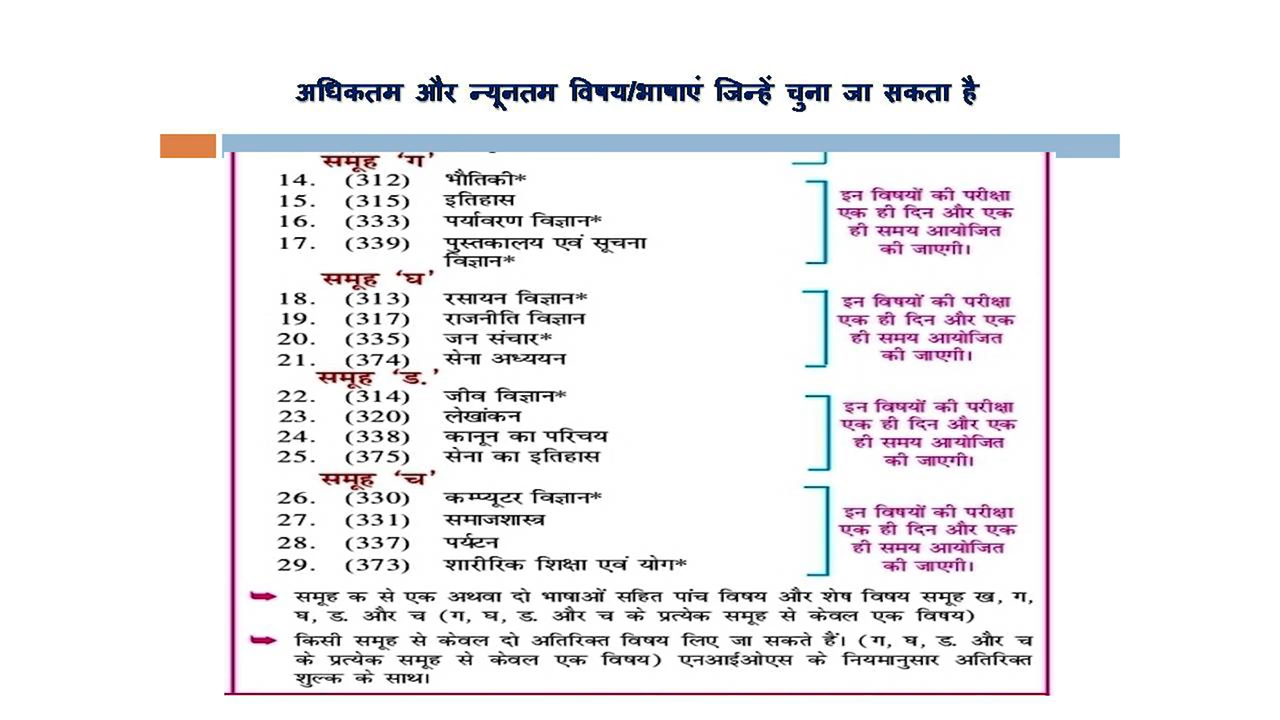 अधिकतम और न्यूनतम विषय/भाषाएं जिन्हें चुना जा सकता है
समूह ‘ग’
14. (312) भौतिकी*
15. (315) इतिहास
16. (333) पर्यावरण विज्ञान*
17. (339) पुस्तकालय एवं सूचना
विज्ञान*
इन विषयों की परीक्षा
एक ही दिन और एक
ही समय आयोजित
की जाएगी।
समूह ‘घ’
18. (313) रसायन विज्ञान*
19. (317) राजनीति विज्ञान
20. (335) जन संचार*
21. (374) सेना अध्ययन
इन विषयों की परीक्षा
एक ही दिन और एक
ही समय आयोजित
की जाएगी।
समूह ‘ड.’
22. (314) जीव विज्ञान*
23. (320) लेखांकन
24. (338) कानून का परिचय
25. (375) सेना का इतिहास
इन विषयों की परीक्षा
एक ही दिन और एक
ही समय आयोजित
की जाएगी।
समूह ‘च’
26. (330) कम्प्यूटर विज्ञान*
27. (331) समाजशास्त्र
28. (337) पर्यटन
29. (373) शारीरिक शिक्षा एवं योग*
इन विषयों की परीक्षा
एक ही दिन और एक
ही समय आयोजित
की जाएगी।
समूह क से एक अथवा दो भाषाओं सहित पांच विषय और शेष विषय समूह ख, ग,
घ, ड. और च (ग, घ, ड. और च के प्रत्येक समूह से केवल एक विषय)
किसी समूह से केवल दो अतिरिक्त विषय लिए जा सकते हैं। (ग, घ, ड. और च
के प्रत्येक समूह से केवल एक विषय) एनआईओएस के नियमानुसार अतिरिक्त
शुल्क के साथ।